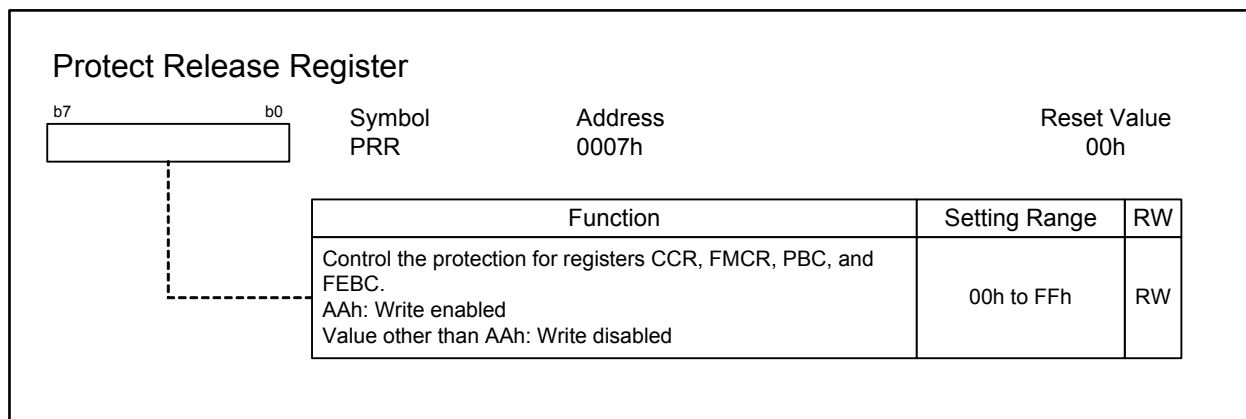 Protect Release Register
b7 b0
Symbol Address Reset Value
PRR 0007h 00h
Function Setting Range RW
Control the protection for registers CCR, FMCR, PBC, and
FEBC.
AAh: Write enabled
Value other than AAh: Write disabled
00h to FFh RW